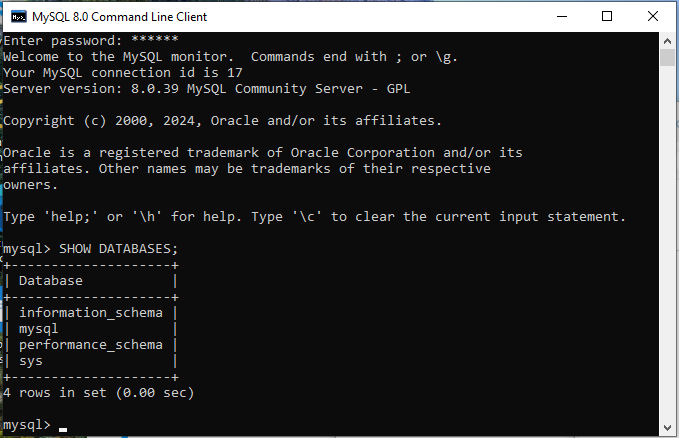 MySQL 8.0 Command Line Client
Enter password: ******
Welcome to the MySQL monitor.  Commands end with ; or \g.
Your MySQL connection id is 17
Server version: 8.0.39 MySQL Community Server - GPL
Copyright (c) 2000, 2024, Oracle and/or its affiliates.
Oracle is a registered trademark of Oracle Corporation and/or its
affiliates. Other names may be trademarks of their respective
owners.
Type 'help;' or '\h' for help. Type '\c' to clear the current input statement.
mysql> SHOW DATABASES;
+--------------------+
| Database           |
+--------------------+
| information_schema |
| mysql              |
| performance_schema |
| sys                |
+--------------------+
4 rows in set (0.00 sec)
mysql> _